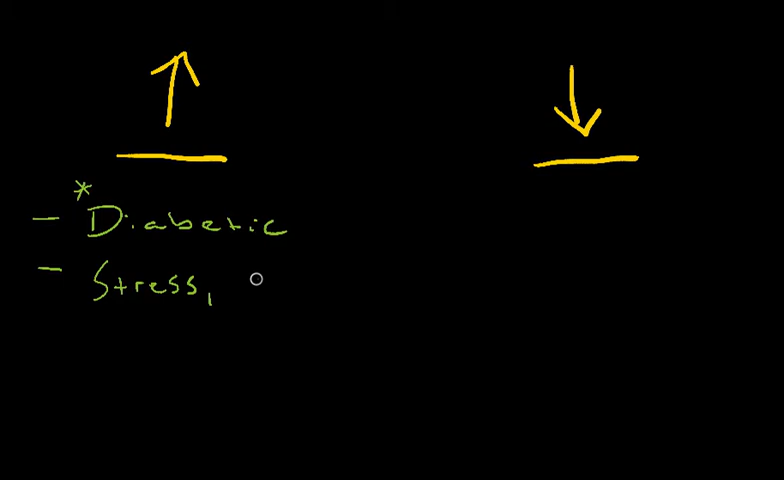 ↑ ↓
- *Diabetic
- Stress,